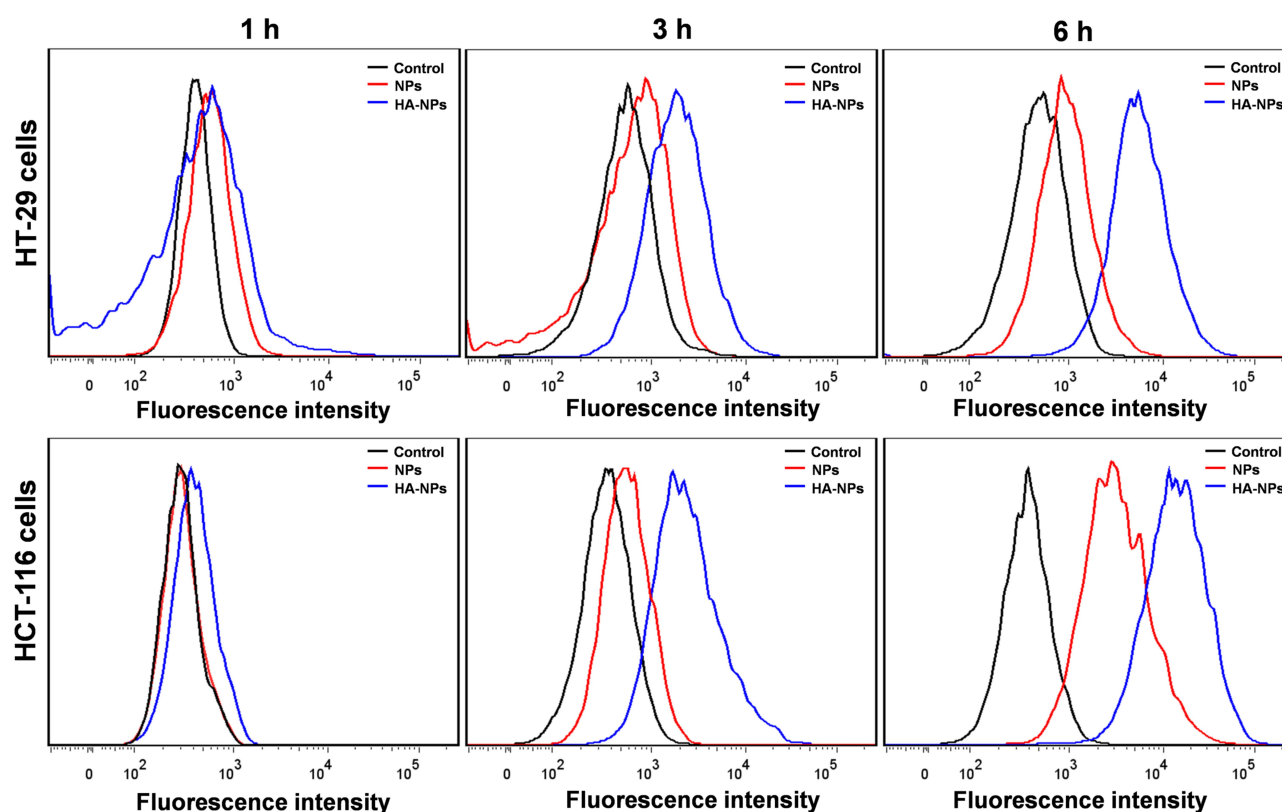 1 h 3 h 6 h
HT-29 cells
Control
NPs
HA-NPs
0 10² 10³ 10⁴ 10⁵
Fluorescence intensity
Control
NPs
HA-NPs
0 10² 10³ 10⁴ 10⁵
Fluorescence intensity
Control
NPs
HA-NPs
0 10² 10³ 10⁴ 10⁵
Fluorescence intensity
HCT-116 cells
Control
NPs
HA-NPs
0 10² 10³ 10⁴ 10⁵
Fluorescence intensity
Control
NPs
HA-NPs
0 10² 10³ 10⁴ 10⁵
Fluorescence intensity
Control
NPs
HA-NPs
0 10² 10³ 10⁴ 10⁵
Fluorescence intensity